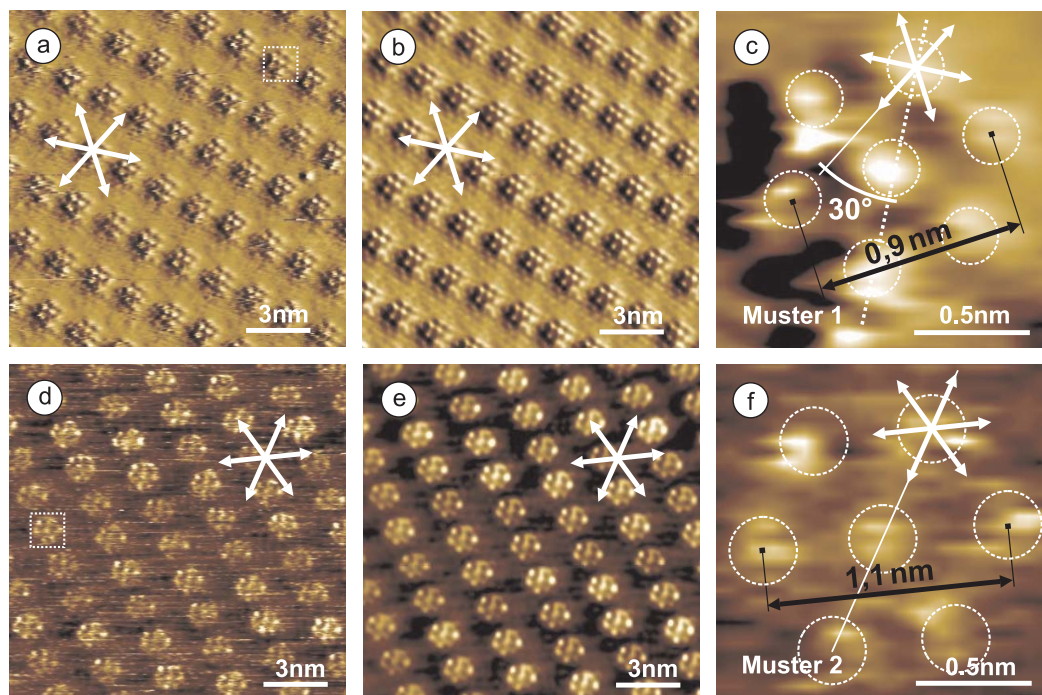 a
3nm
b
3nm
c
30°
0,9 nm
Muster 1
0.5nm
d
3nm
e
3nm
f
1,1 nm
Muster 2
0.5nm